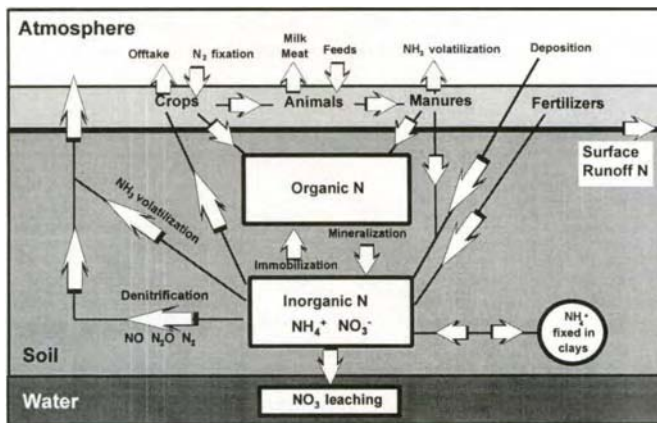 Atmosphere
Milk
Meat
Offtake
N₂ fixation
Feeds
NH₃ volatilization
Deposition
Crops
Animals
Manures
Fertilizers
Surface
Runoff N
Organic N
NH₃ volatilization
Mineralization
Immobilization
Denitrification
Inorganic N
NH₄⁺ NO₃⁻
NO N₂O N₂
NH₄⁺
fixed in
clays
Soil
Water
NO₃ leaching